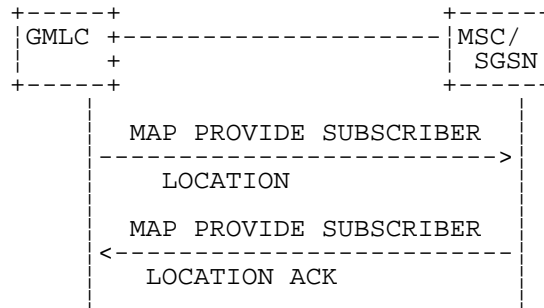 GMLC
MSC/
SGSN
MAP PROVIDE SUBSCRIBER
LOCATION
MAP PROVIDE SUBSCRIBER
LOCATION ACK